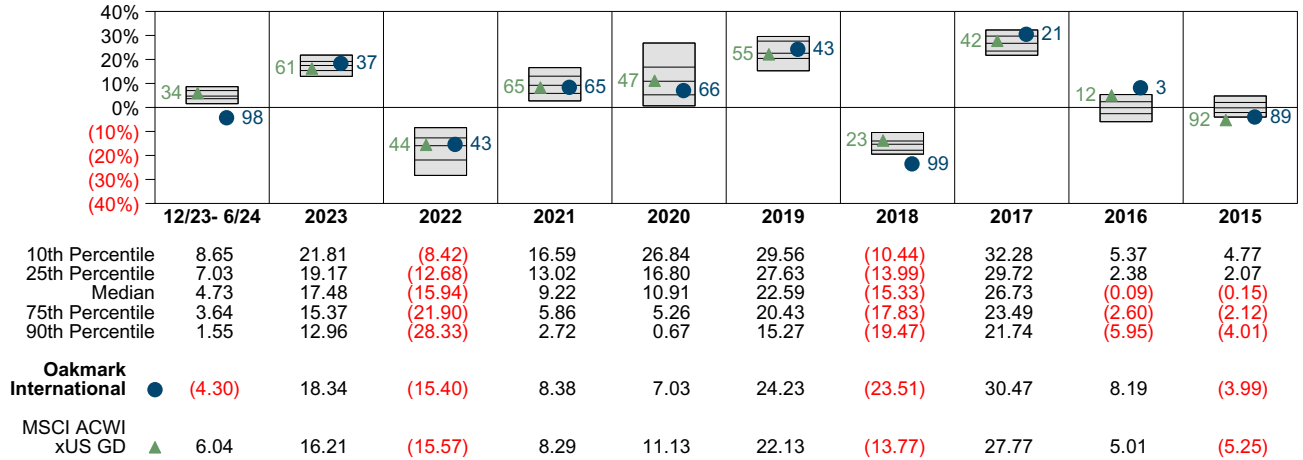 40%
30%
20%
10%
0%
(10%)
(20%)
(30%)
(40%)
34 98 61 37 44 43 65 65 47 66 55 43 23 99 42 21 12 3 92 89
12/23- 6/24 2023 2022 2021 2020 2019 2018 2017 2016 2015
10th Percentile 8.65 21.81 (8.42) 16.59 26.84 29.56 (10.44) 32.28 5.37 4.77
25th Percentile 7.03 19.17 (12.68) 13.02 16.80 27.63 (13.99) 29.72 2.38 2.07
Median 4.73 17.48 (15.94) 9.22 10.91 22.59 (15.33) 26.73 (0.09) (0.15)
75th Percentile 3.64 15.37 (21.90) 5.86 5.26 20.43 (17.83) 23.49 (2.60) (2.12)
90th Percentile 1.55 12.96 (28.33) 2.72 0.67 15.27 (19.47) 21.74 (5.95) (4.01)
Oakmark
International (4.30) 18.34 (15.40) 8.38 7.03 24.23 (23.51) 30.47 8.19 (3.99)
MSCI ACWI
xUS GD 6.04 16.21 (15.57) 8.29 11.13 22.13 (13.77) 27.77 5.01 (5.25)